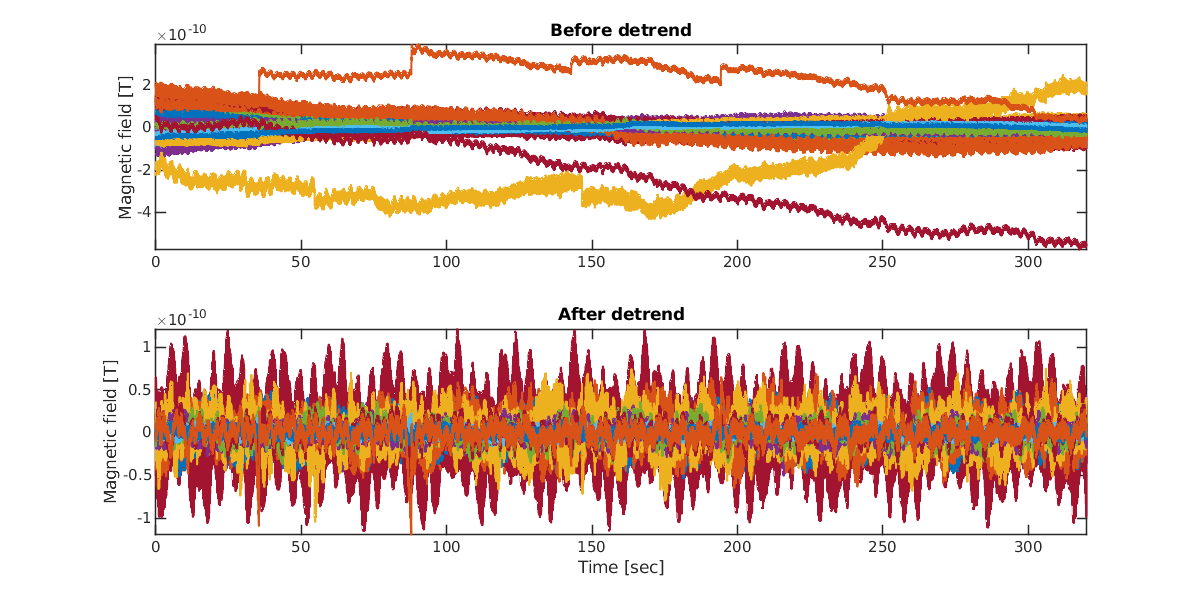 Before detrend
×10-10
Magnetic field [T]
2
0
-2
-4
0 50 100 150 200 250 300
After detrend
×10-10
Magnetic field [T]
1
0.5
0
-0.5
-1
0 50 100 150 200 250 300
Time [sec]